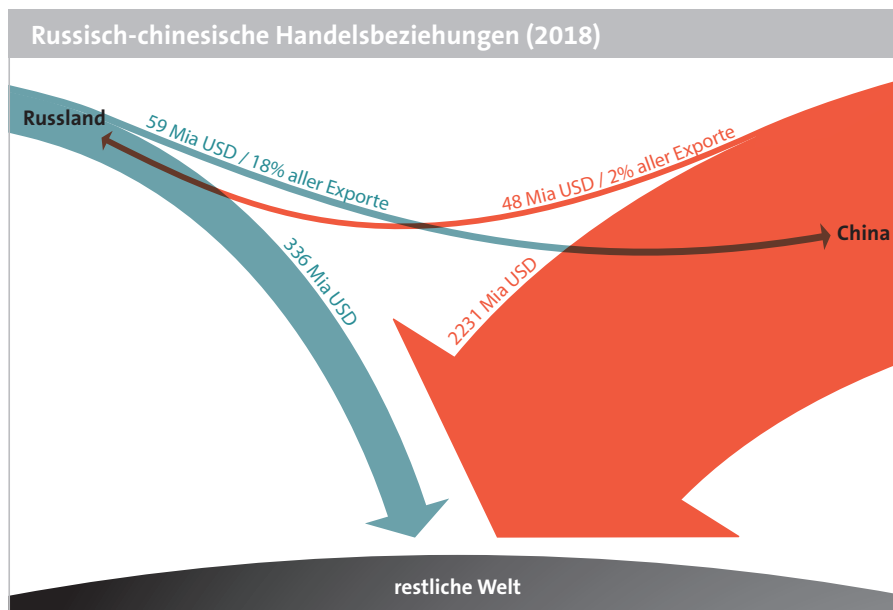 Russisch-chinesische Handelsbeziehungen (2018)
Russland
59 Mia USD / 18% aller Exporte
48 Mia USD / 2% aller Exporte
China
336 Mia USD
2231 Mia USD
restliche Welt